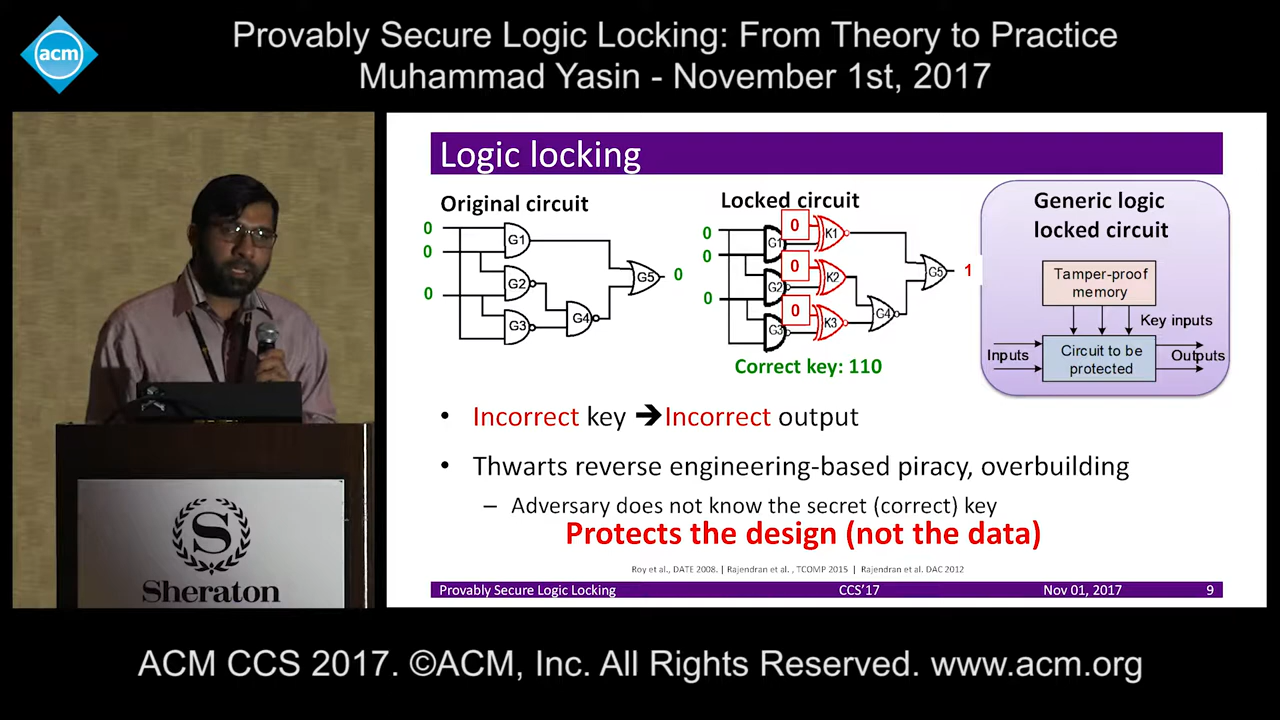 acm
Provably Secure Logic Locking: From Theory to Practice
Muhammad Yasin - November 1st, 2017
Logic locking
Original circuit
0
0
0
G1
G2
G3
G4
G5
0
Locked circuit
0
0
0
G1
G2
G3
0
0
0
K1
K2
K3
G4
G5
1
Correct key: 110
Generic logic
locked circuit
Tamper-proof
memory
Key inputs
Inputs
Circuit to be
protected
Outputs
• Incorrect key ➔Incorrect output
• Thwarts reverse engineering-based piracy, overbuilding
– Adversary does not know the secret (correct) key
Protects the design (not the data)
Roy et al., DATE 2008. | Rajendran et al. , TCOMP 2015 | Rajendran et al. DAC 2012
Provably Secure Logic Locking CCS'17 Nov 01, 2017 9
S
Sheraton
ACM CCS 2017. ©ACM, Inc. All Rights Reserved. www.acm.org